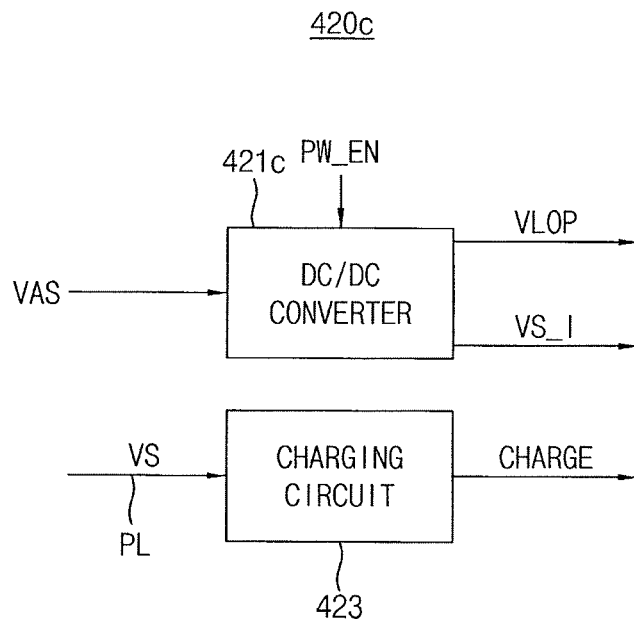 420c
421c
PW_EN
VLOP
VAS
DC/DC
CONVERTER
VS_I
VS
CHARGING
CIRCUIT
CHARGE
PL
423